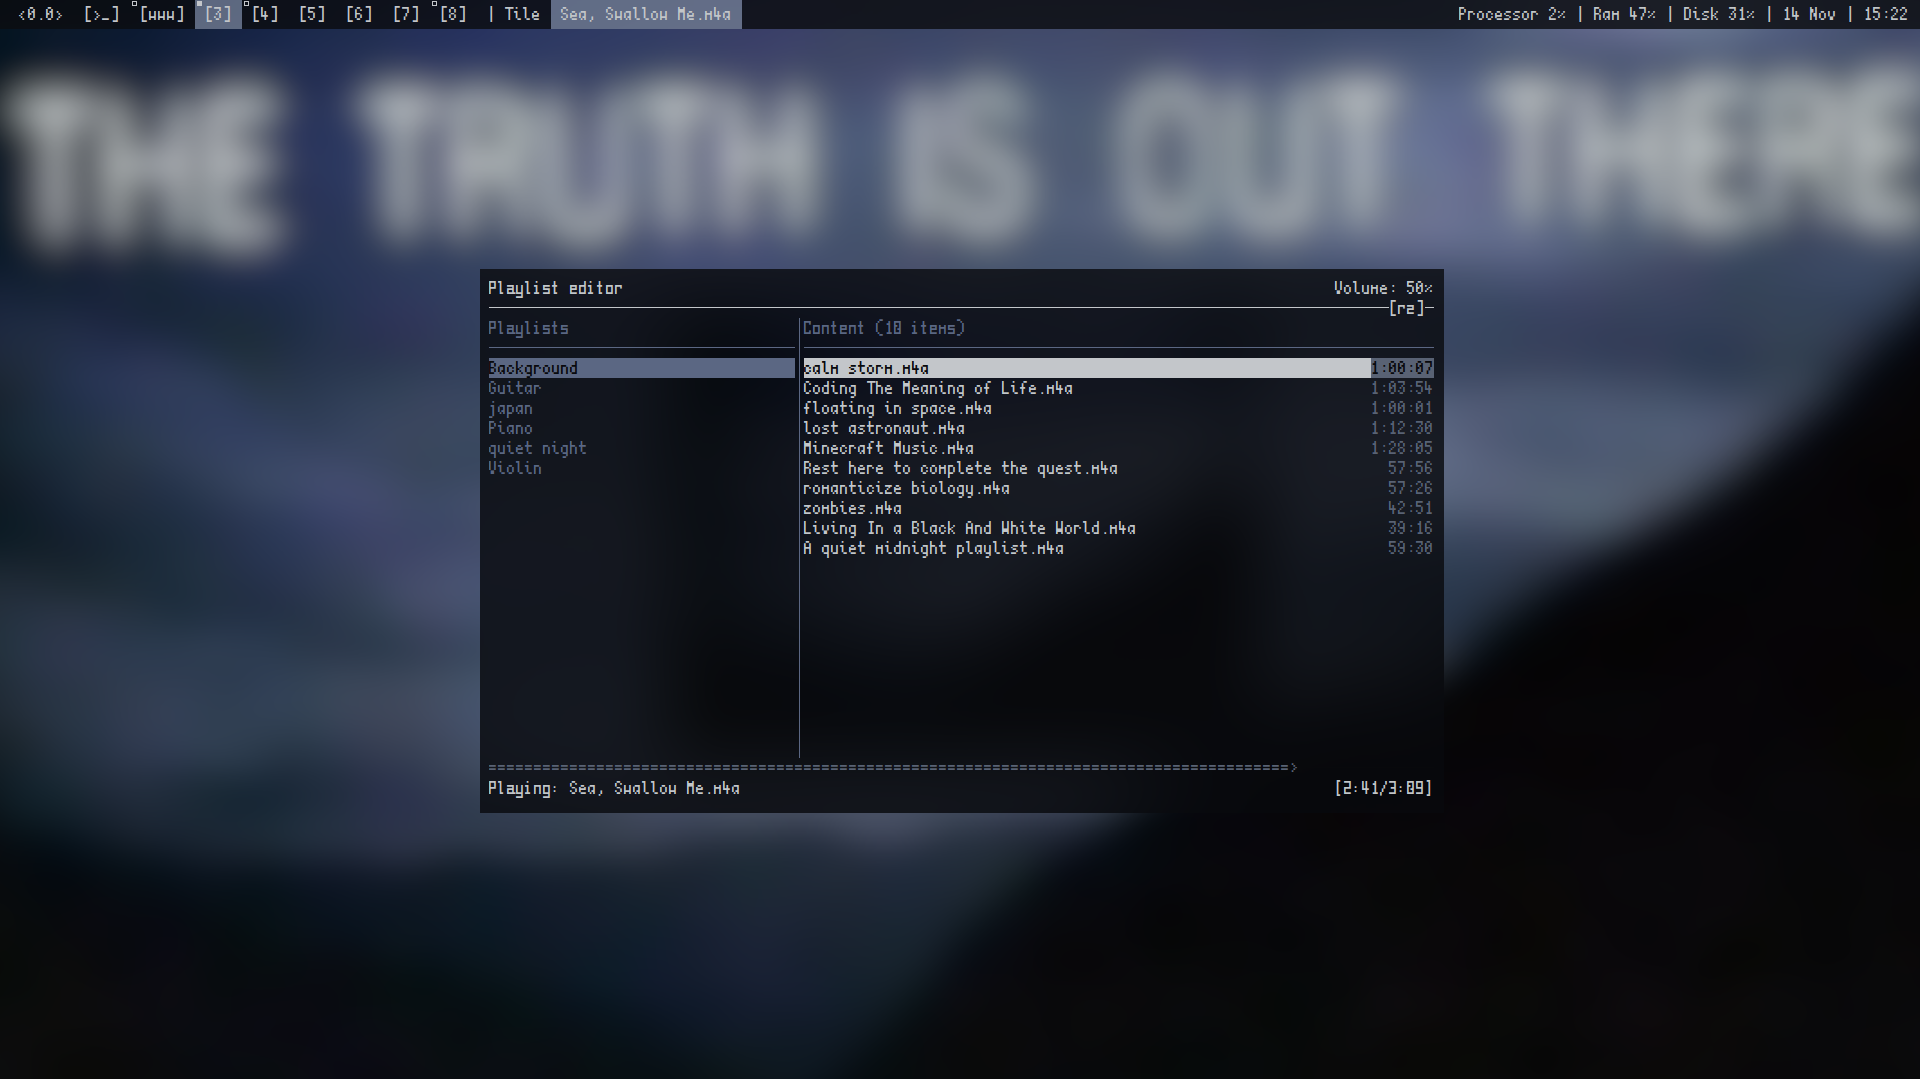 <0.0> [>_] [www] [3] [4] [5] [6] [7] [8] | Tile Sea, Swallow Me.m4a Processor 2% | Ram 47% | Disk 31% | 14 Nov | 15:22
THE TRUTH IS OUT THERE
Playlist editor Volume: 50%
[rz]
Playlists Content (10 items)
Background calm storm.m4a 1:00:07
Guitar Coding The Meaning of Life.m4a 1:03:54
japan floating in space.m4a 1:00:01
Piano lost astronaut.m4a 1:12:30
quiet night Minecraft Music.m4a 1:28:05
Violin Rest here to complete the quest.m4a 57:56
romanticize biology.m4a 57:26
zombies.m4a 42:51
Living In a Black And White World.m4a 39:16
A quiet midnight playlist.m4a 59:30
Playing: Sea, Swallow Me.m4a [2:41/3:09]